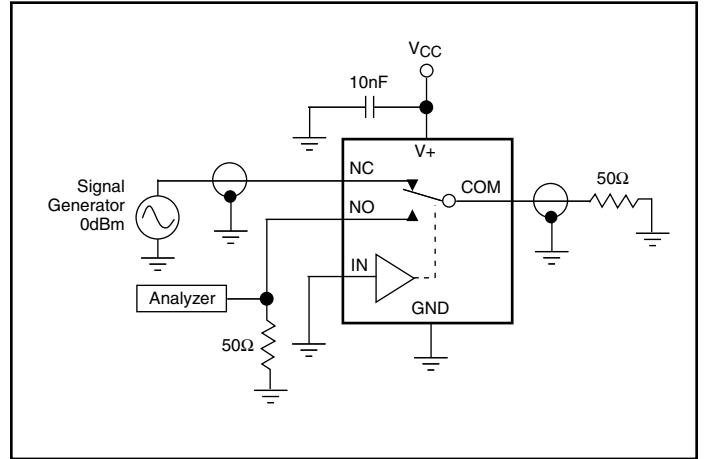 VCC
10nF
V+
NC
COM
50Ω
Signal
Generator
0dBm
NO
IN
Analyzer
GND
50Ω